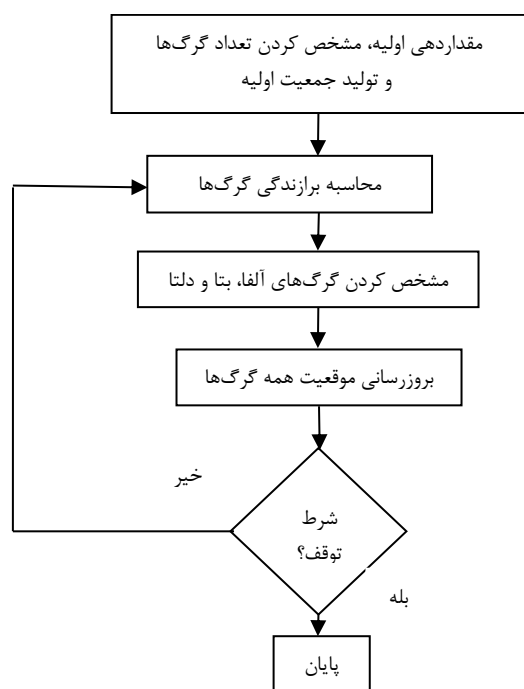 مقداردهی اولیه، مشخص کردن تعداد گرگ‌ها
و تولید جمعیت اولیه
محاسبه برازندگی گرگ‌ها
مشخص کردن گرگ‌های آلفا، بتا و دلتا
بروزرسانی موقعیت همه گرگ‌ها
خیر
شرط
توقف؟
بله
پایان